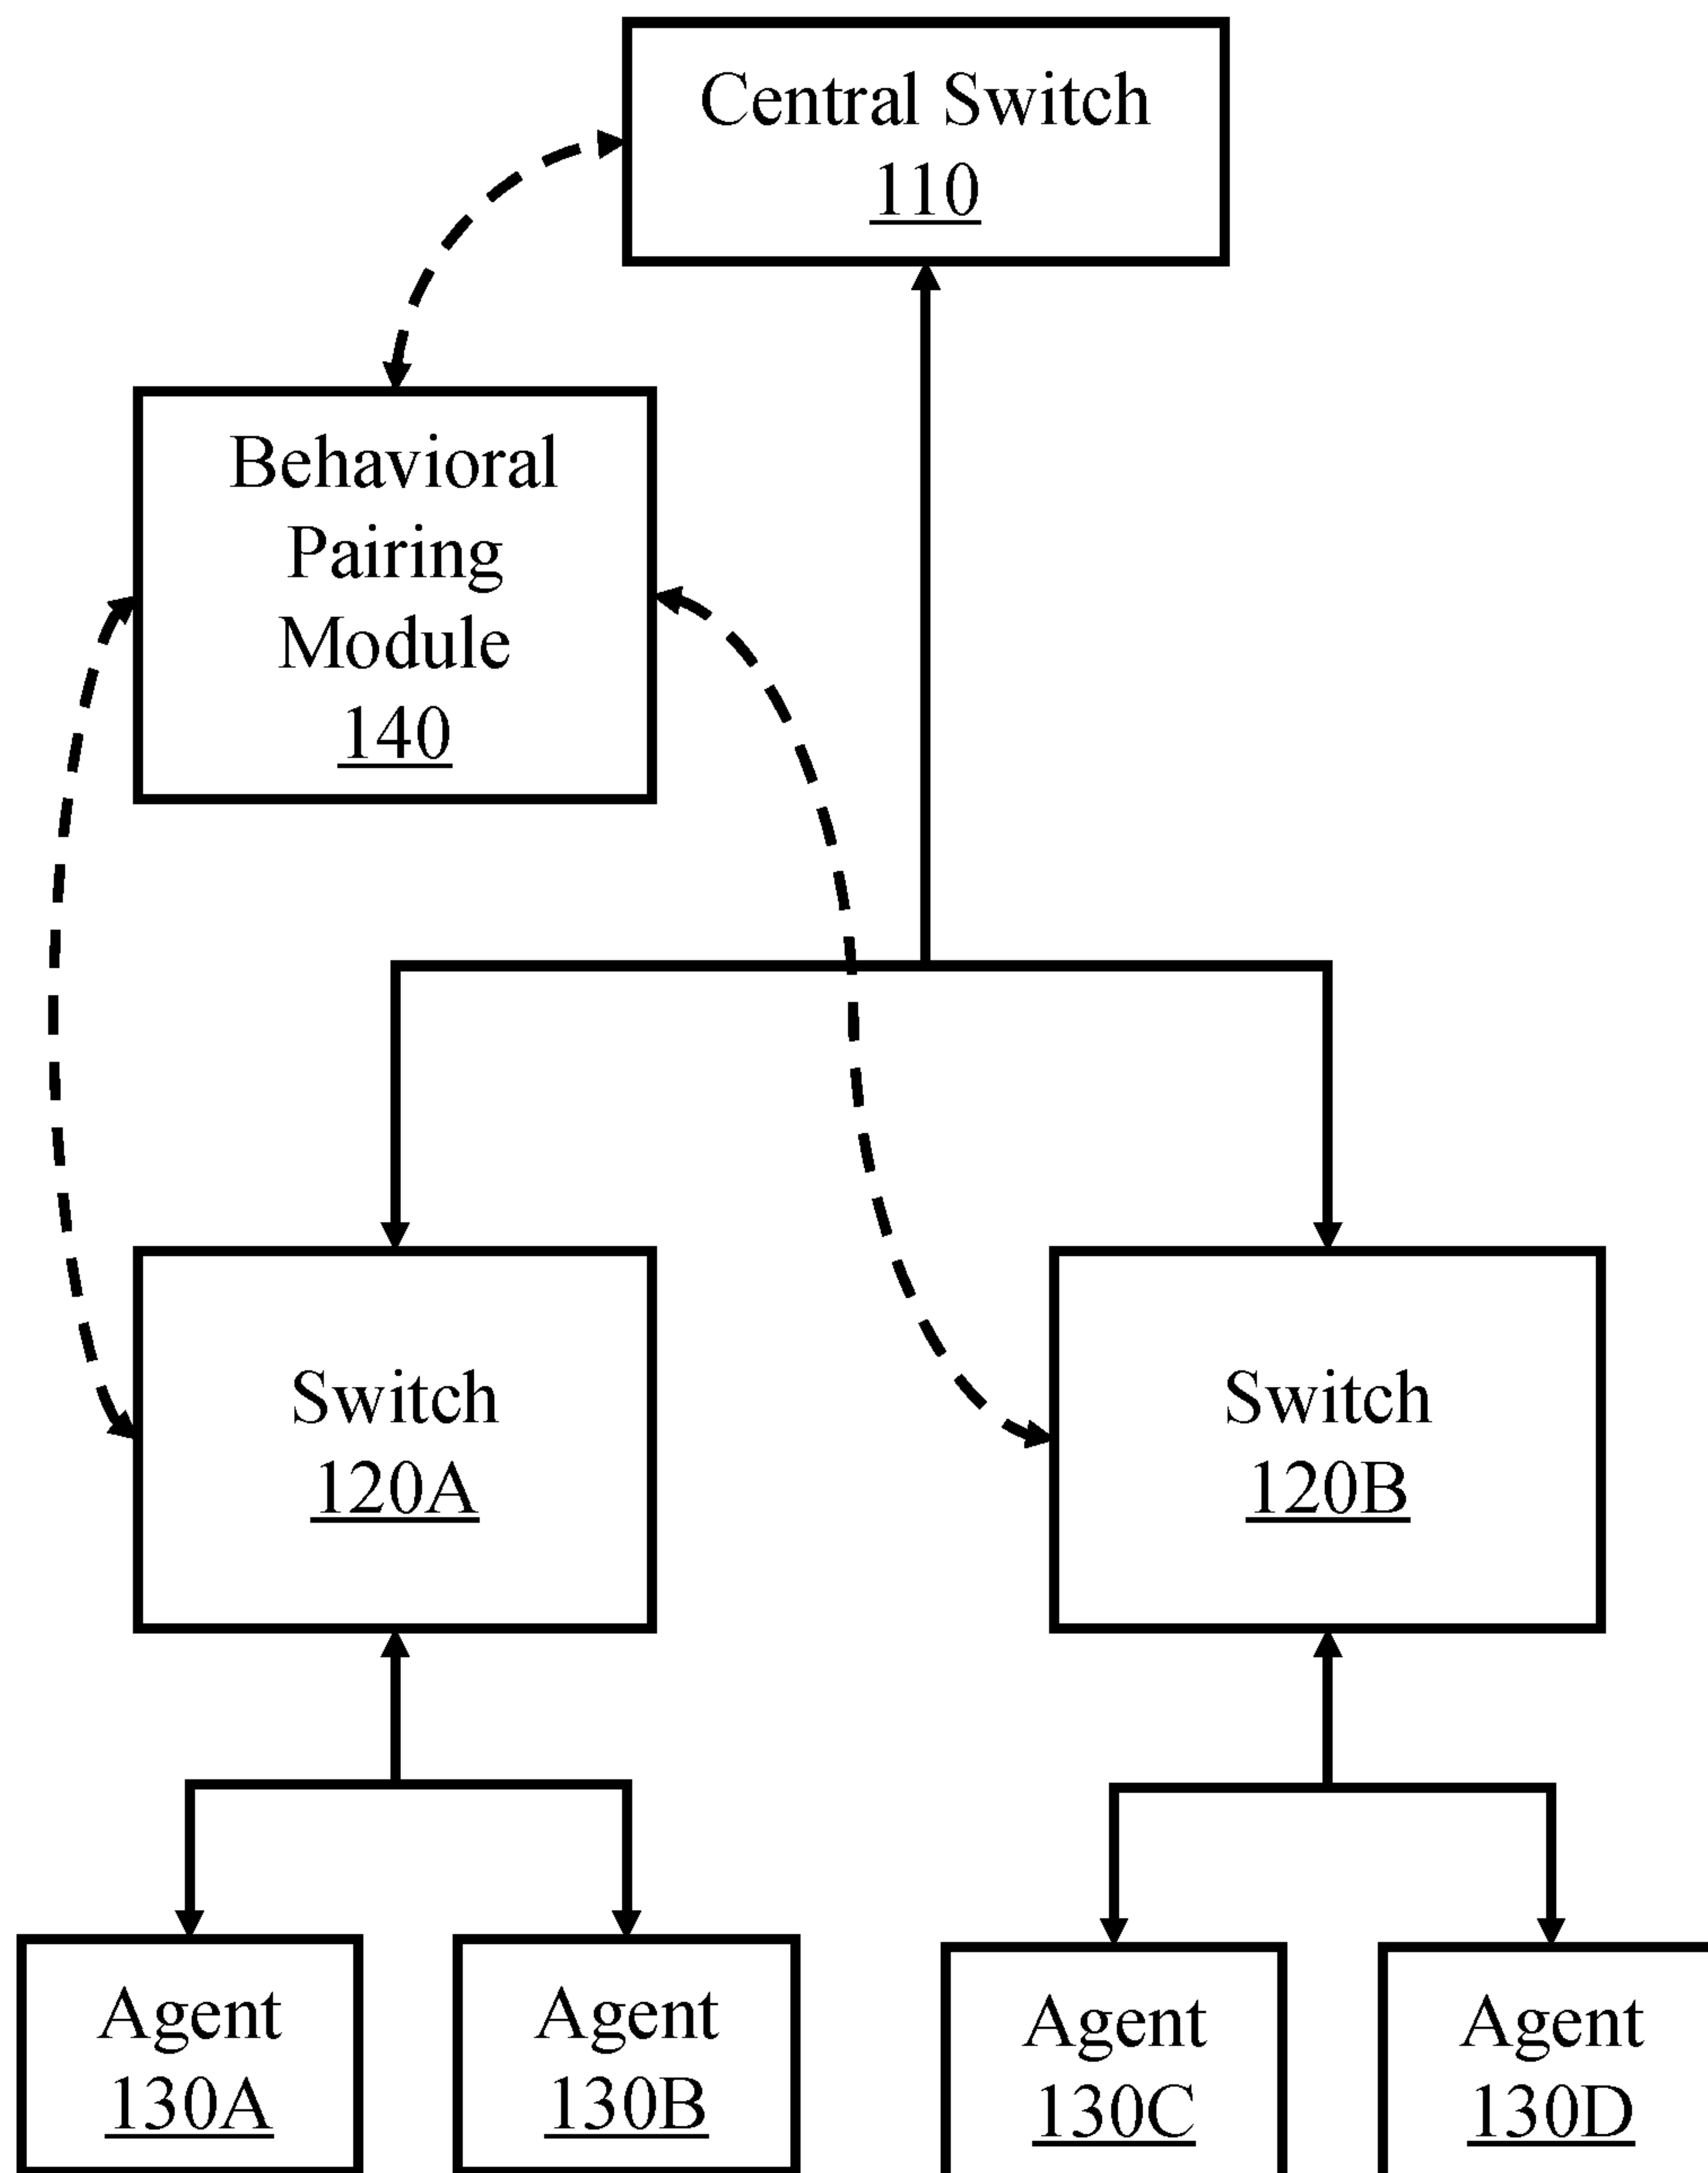 Central Switch
110
Behavioral
Pairing
Module
140
Switch
120A
Switch
120B
Agent
130A
Agent
130B
Agent
130C
Agent
130D